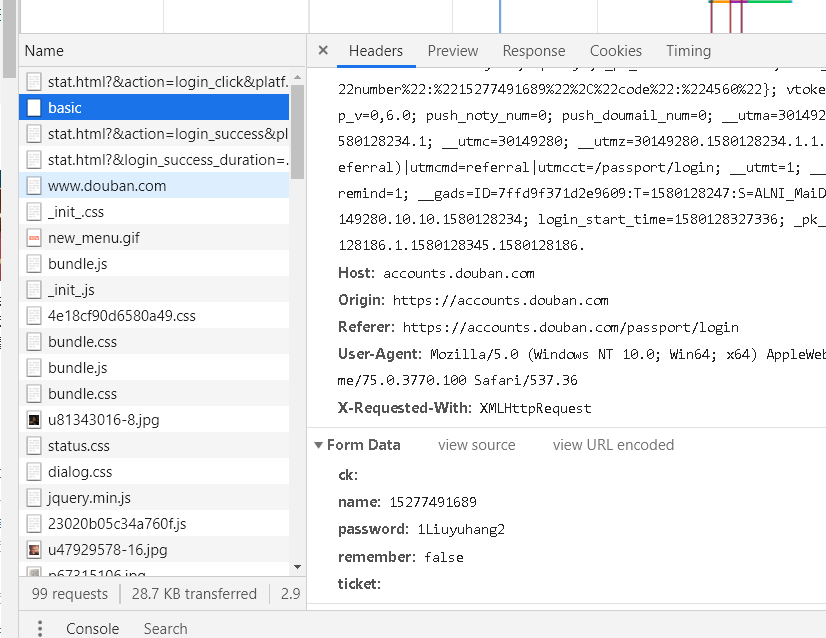 Name
stat.html?&action=login_click&platf.
basic
stat.html?&action=login_success&pl
stat.html?&login_success_duration=.
www.douban.com
_init_.css
new_menu.gif
bundle.js
_init_.js
4e18cf90d6580a49.css
bundle.css
bundle.js
bundle.css
u81343016-8.jpg
status.css
dialog.css
jquery.min.js
23020b05c34a760f.js
u47929578-16.jpg
p67315106.jpg
99 requests
28.7 KB transferred
2.9
Console Search
× Headers Preview Response Cookies Timing
22number%22:%2215277491689%22%2C%22code%22:%224560%22}; vtoke
p_v=0,6.0; push_noty_num=0; push_doumail_num=0; __utma=301492
580128234.1; __utmc=30149280; __utmz=30149280.1580128234.1.1.
eferral)|utmcmd=referral|utmcct=/passport/login; __utmt=1; __
remind=1; __gads=ID=7ffd9f371d2e9609:T=1580128247:S=ALNI_MaiD
149280.10.10.1580128234; login_start_time=1580128327336; _pk_
128186.1.1580128345.1580128186.
Host: accounts.douban.com
Origin: https://accounts.douban.com
Referer: https://accounts.douban.com/passport/login
User-Agent: Mozilla/5.0 (Windows NT 10.0; Win64; x64) AppleWeb
me/75.0.3770.100 Safari/537.36
X-Requested-With: XMLHttpRequest
Form Data view source view URL encoded
ck:
name: 15277491689
password: 1Liuyuhang2
remember: false
ticket: